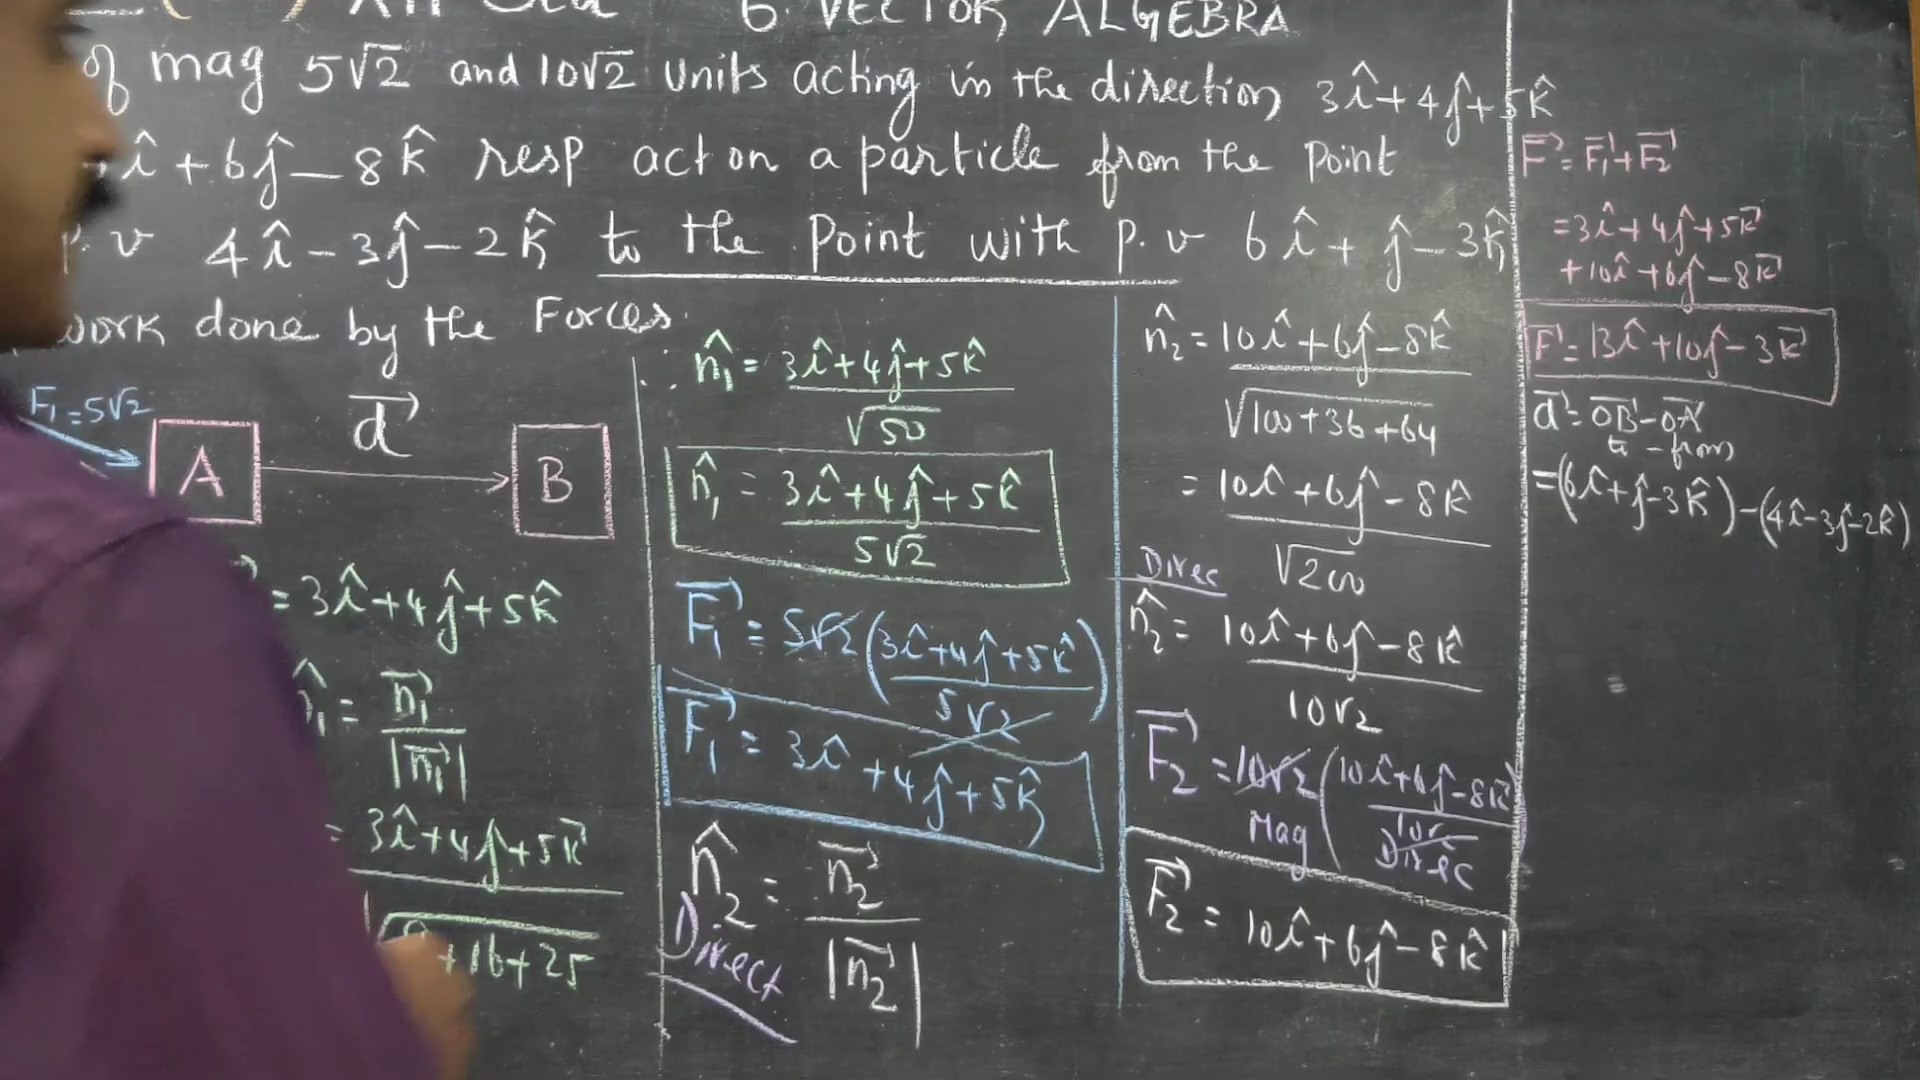 6. VECTOR ALGEBRA
of mag 5√2 and 10√2 units acting in the direction 3î+4ĵ+5k̂
î+6ĵ-8k̂ resp act on a particle from the point
p.v 4î-3ĵ-2k̂ to the point with p.v 6î+ĵ-3k̂
work done by the Forces.
F₁=5√2
A
d⃗
B
=3î+4ĵ+5k̂
n̂₁ = n⃗₁/|n⃗₁|
= 3î+4ĵ+5k⃗
+16+25
∴ n̂₁ = 3î+4ĵ+5k̂/√50
n̂₁ = 3î+4ĵ+5k̂/5√2
F⃗₁ = 5√2(3î+4ĵ+5k̂/5√2)
F⃗₁ = 3î+4ĵ+5k̂
n̂₂ = n⃗₂/|n⃗₂|
Direct
n̂₂ = 10î+6ĵ-8k̂/√100+36+64
= 10î+6ĵ-8k̂/√200
Direc
n̂₂ = 10î+6ĵ-8k̂/10√2
F⃗₂ = 10√2(10î+6ĵ-8k̂
Mag
Direc
F⃗₂ = 10î+6ĵ-8k̂
F⃗=F⃗₁+F⃗₂
=3î+4ĵ+5k⃗
+10î+6ĵ-8k⃗
F⃗=13î+10ĵ-3k⃗
d⃗=OB⃗-OA⃗
to - from
=(6î+ĵ-3k̂)-(4î-3ĵ-2k̂)